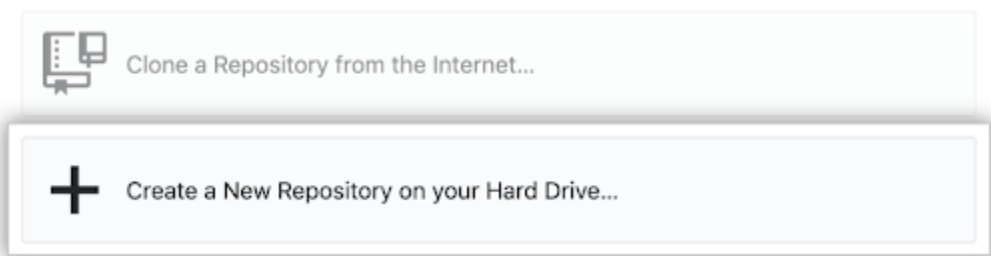 Clone a Repository from the Internet...
Create a New Repository on your Hard Drive...